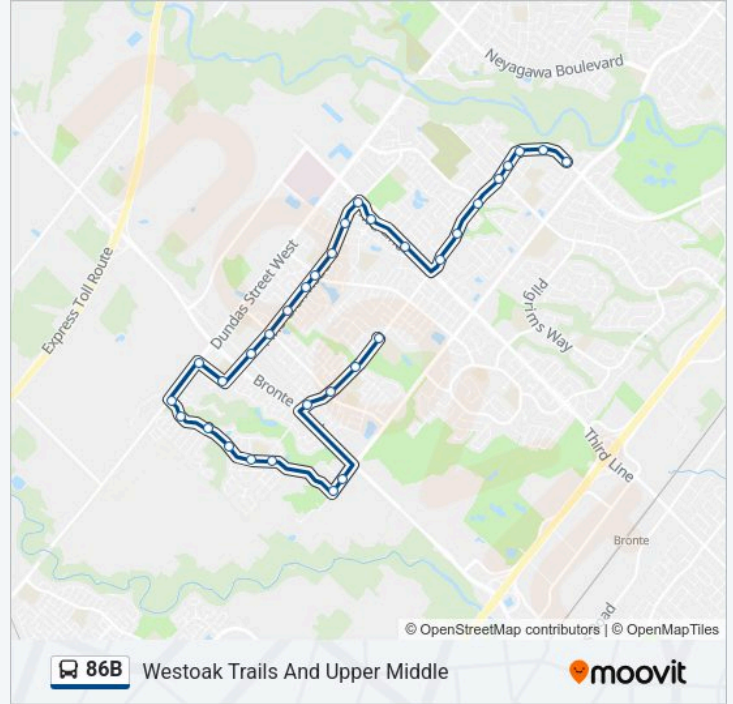 Neyagawa Boulevard
Express Toll Route
Dundas Street West
Pilgrims Way
Bronte
Third Line
Bronte
© OpenStreetMap contributors | © OpenMapTiles
86B Westoak Trails And Upper Middle
moovit